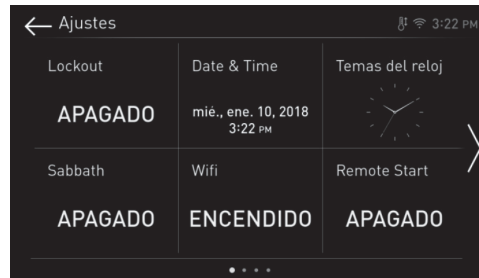 Ajustes
3:22 PM
Lockout
Date & Time
Temas del reloj
APAGADO
mié., ene. 10, 2018
3:22 PM
Sabbath
Wifi
Remote Start
APAGADO
ENCENDIDO
APAGADO